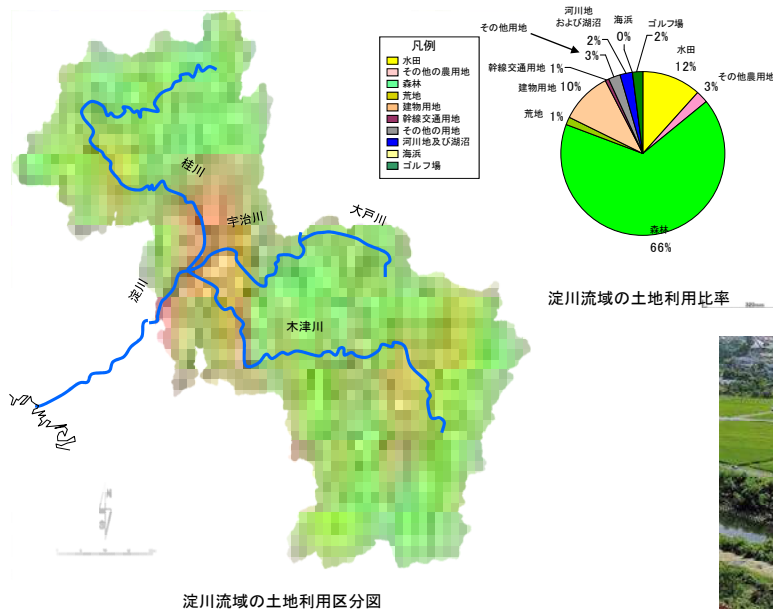 凡例
水田
その他の農用地
森林
荒地
建物用地
幹線交通用地
その他の用地
河川地及び湖沼
海浜
ゴルフ場
河川地
および湖沼
2%
海浜
0%
ゴルフ場
2%
水田
12%
その他農用地
3%
その他用地
3%
幹線交通用地 1%
建物用地 10%
荒地
1%
森林
66%
淀川流域の土地利用比率
桂川
宇治川
大戸川
淀川
木津川
淀川流域の土地利用区分図